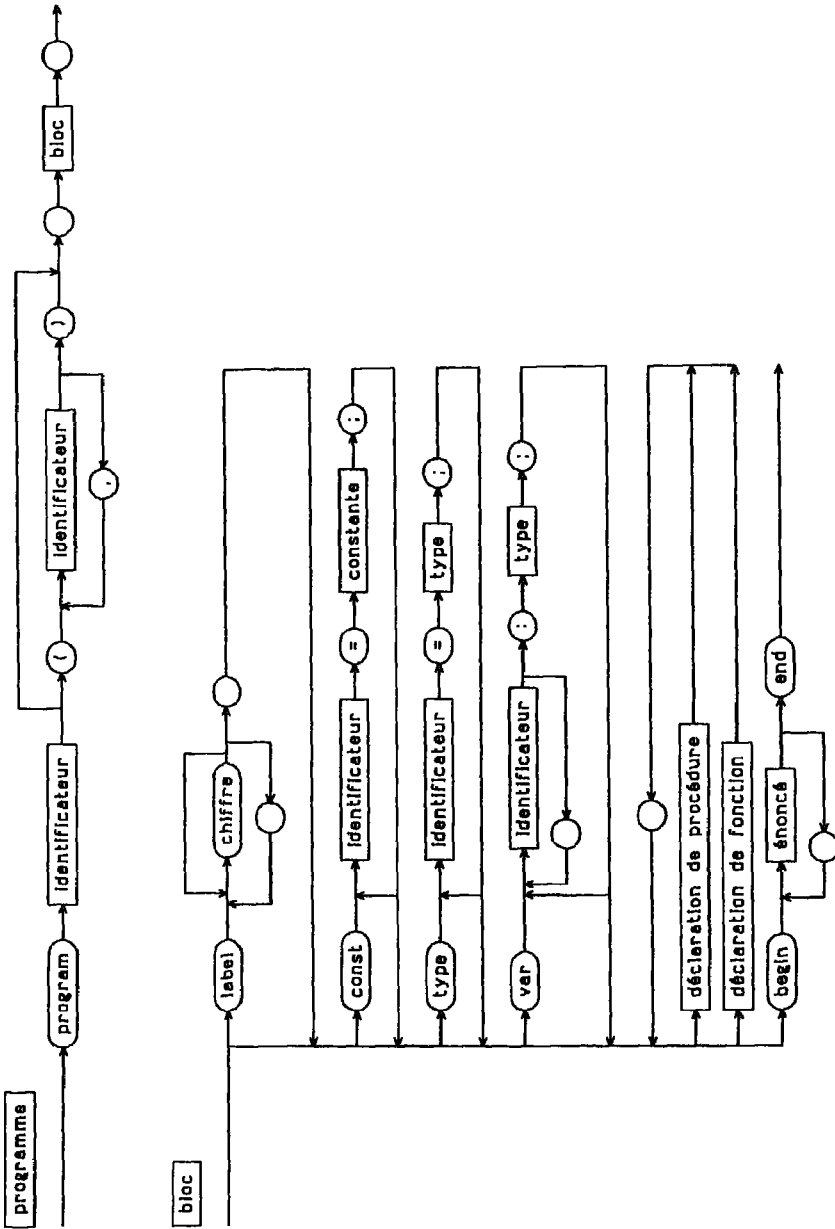 programme
program identificateur ( identificateur ) bloc
,
bloc
label chiffre
const identificateur = constante ;
type identificateur = type ;
var identificateur : type ;
déclaration de procédure
déclaration de fonction
begin énoncé end